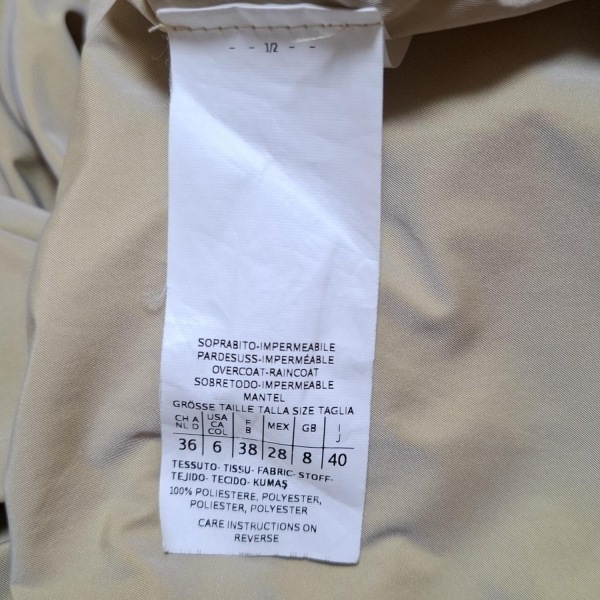 - - 1/2 - -
SOPRABITO-IMPERMEABILE
PARDESSUS-IMPERMÉABLE
OVERCOAT-RAINCOAT
SOBRETODO-IMPERMEABLE
MANTEL
GRÖSSE TAILLE TALLA SIZE TAGLIA
CH A NL D USA CA COL F B MEX GB I J
36 6 38 28 8 40
TESSUTO- TISSU- FABRIC- STOFF-
TEJIDO- TECIDO- KUMAŞ
100% POLIESTERE, POLYESTER,
POLIESTER, POLYESTER
CARE INSTRUCTIONS ON
REVERSE